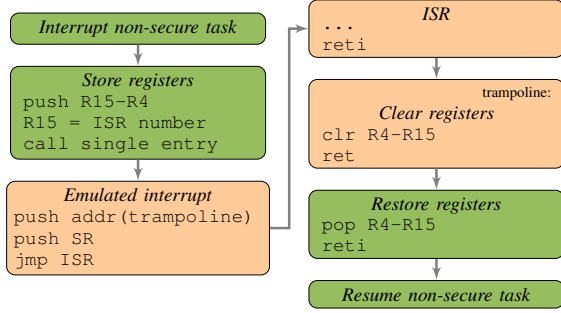 Interrupt non-secure task
Store registers
push R15-R4
R15 = ISR number
call single entry
Emulated interrupt
push addr(trampoline)
push SR
jmp ISR
ISR
...
reti
trampoline:
Clear registers
clr R4-R15
ret
Restore registers
pop R4-R15
reti
Resume non-secure task